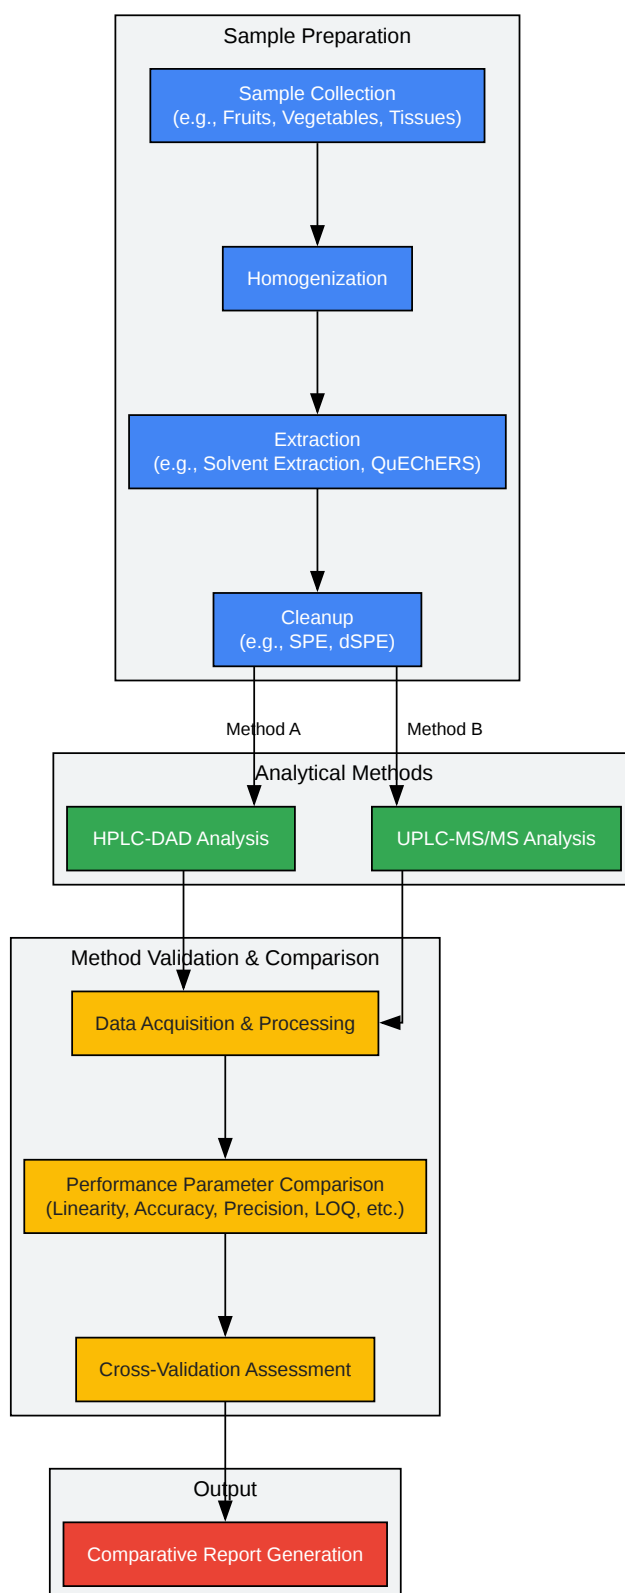 Sample Preparation
Sample Collection
(e.g., Fruits, Vegetables, Tissues)
Homogenization
Extraction
(e.g., Solvent Extraction, QuEChERS)
Cleanup
(e.g., SPE, dSPE)
Method A
Method B
Analytical Methods
HPLC-DAD Analysis
UPLC-MS/MS Analysis
Method Validation & Comparison
Data Acquisition & Processing
Performance Parameter Comparison
(Linearity, Accuracy, Precision, LOQ, etc.)
Cross-Validation Assessment
Output
Comparative Report Generation